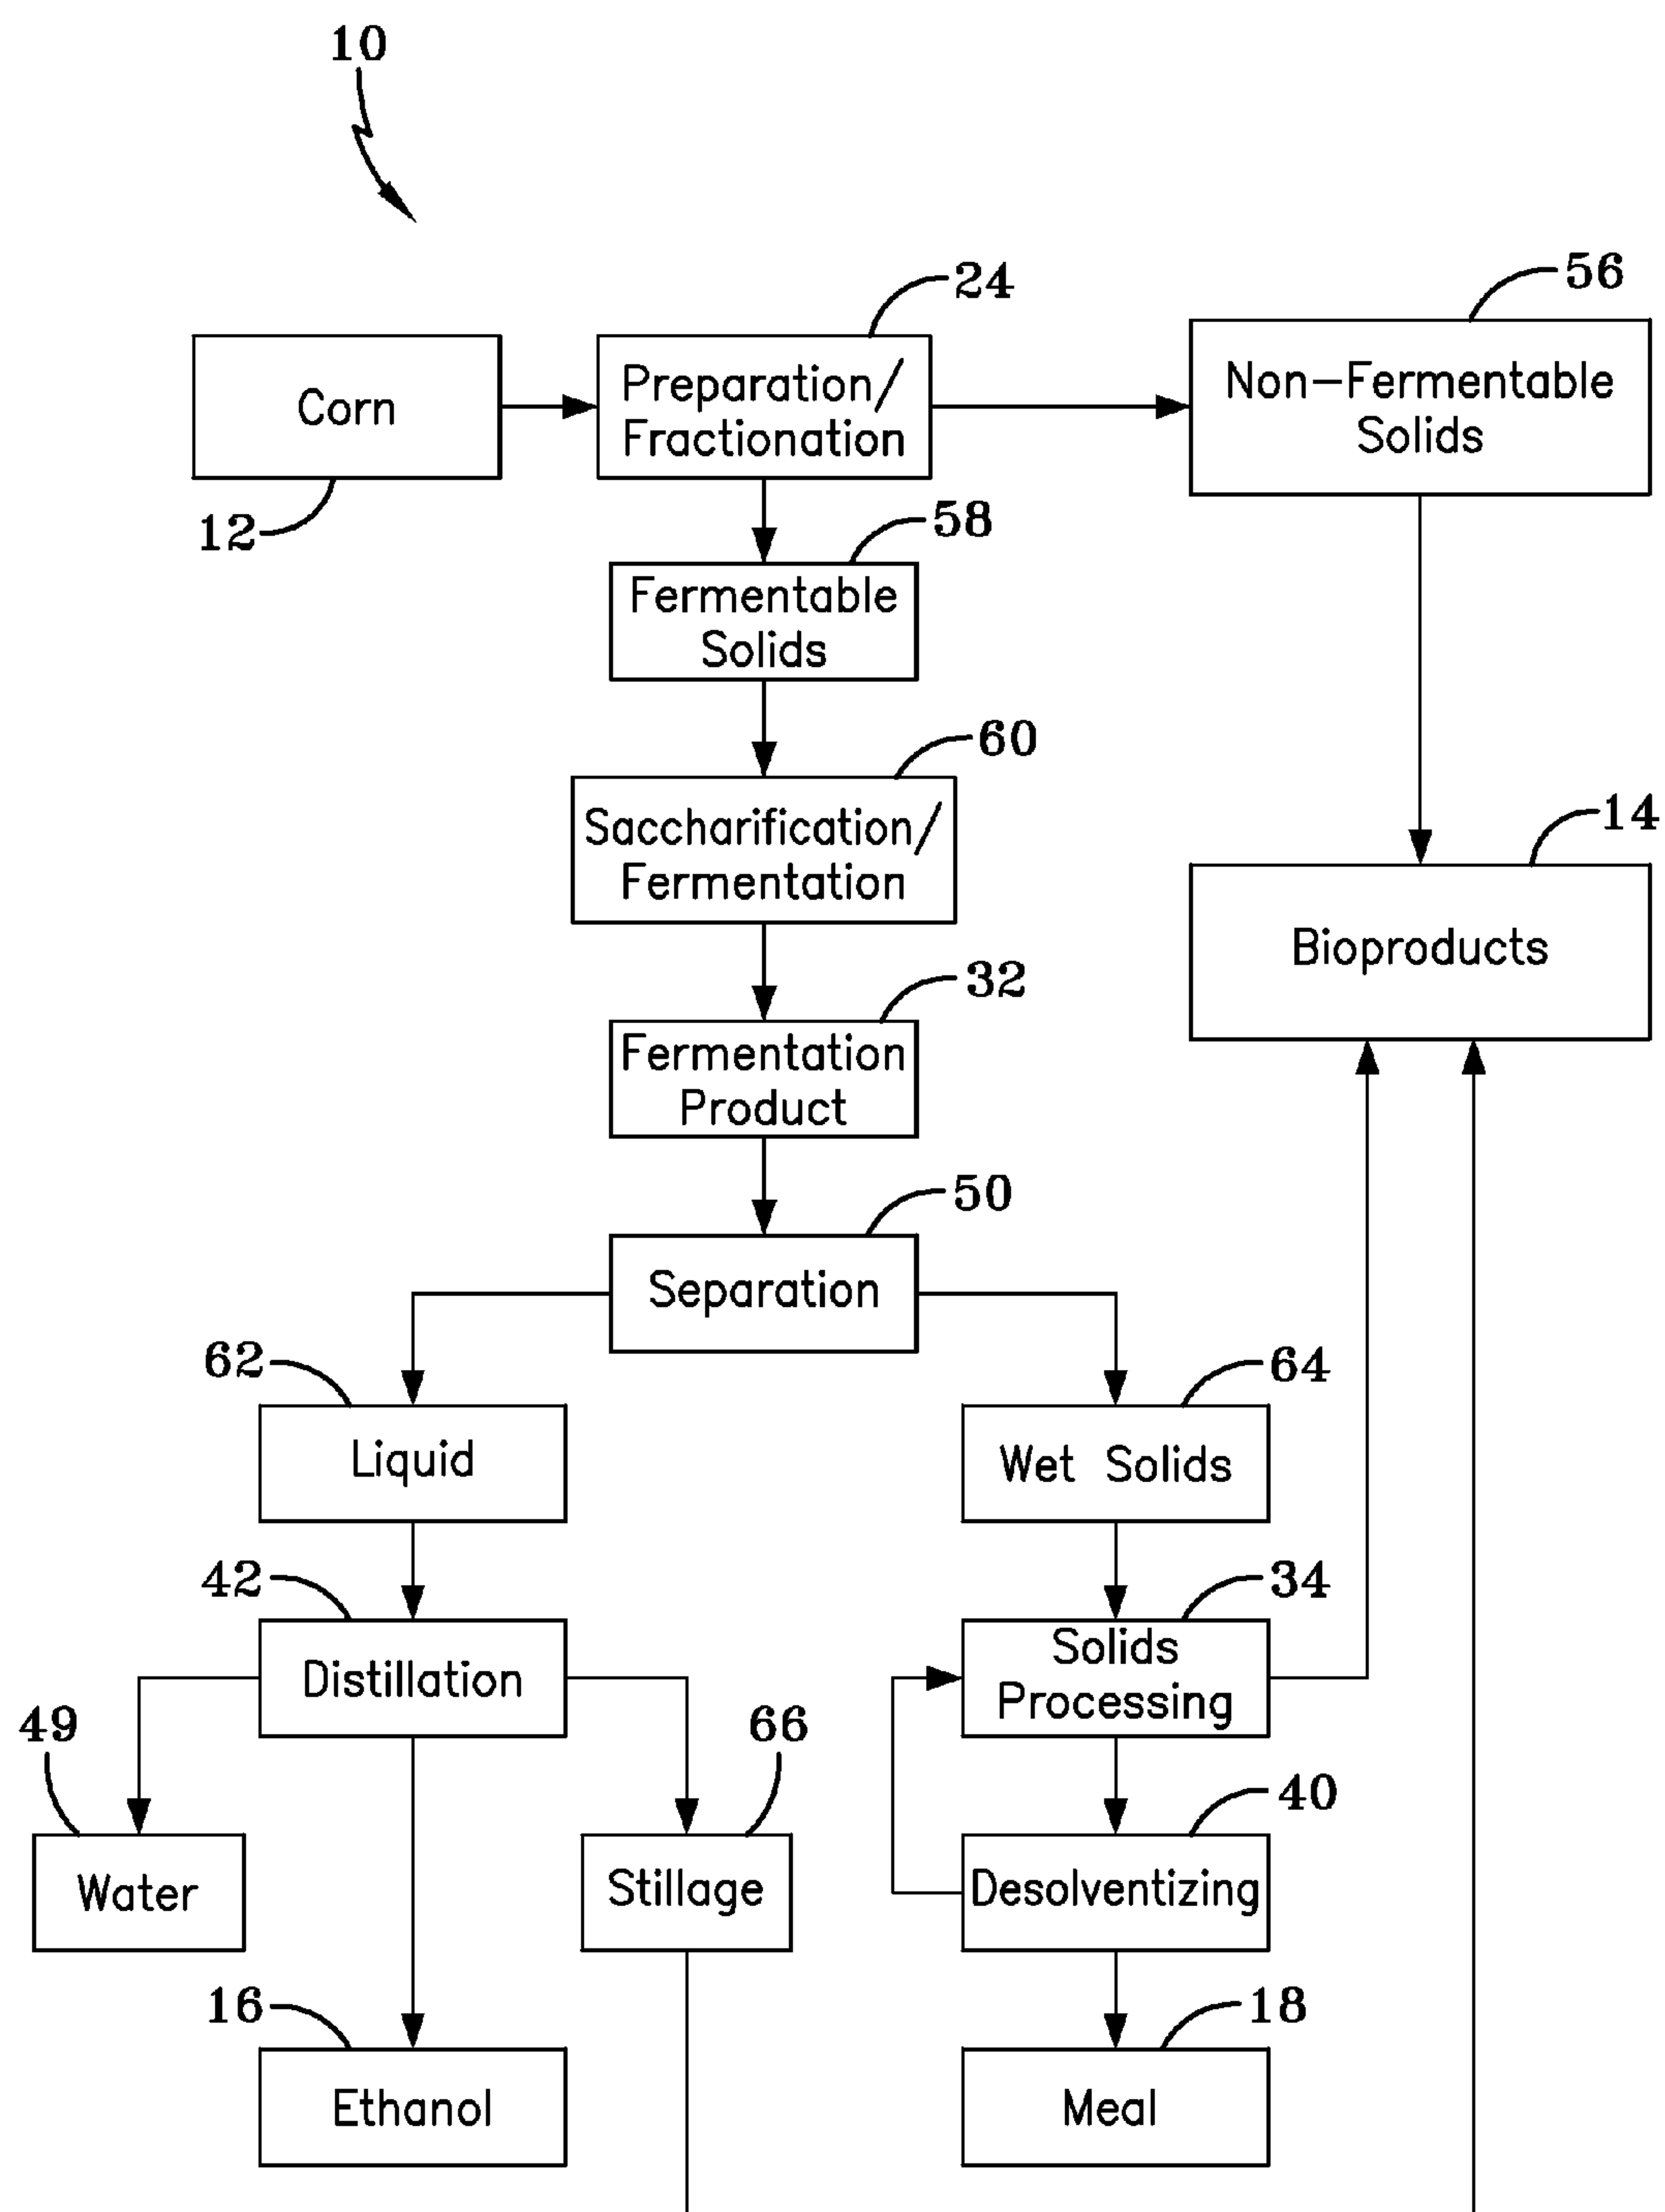 10
24
56
Corn
Preparation/
Fractionation
Non-Fermentable
Solids
12
58
Fermentable
Solids
60
Saccharification/
Fermentation
14
Bioproducts
32
Fermentation
Product
50
Separation
62
64
Liquid
Wet Solids
42
34
Distillation
Solids
Processing
49
66
40
Water
Stillage
Desolventizing
16
18
Ethanol
Meal